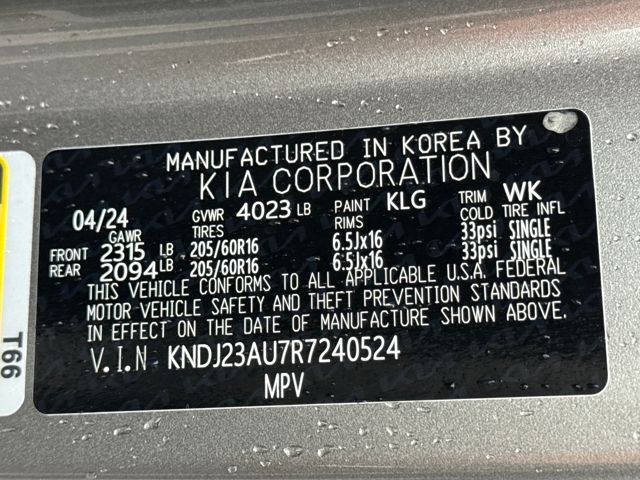 MANUFACTURED IN KOREA BY
KIA CORPORATION
04/24 GVWR 4023 LB PAINT KLG TRIM WK
GAWR TIRES RIMS COLD TIRE INFL
FRONT 2315 LB 205/60R16 6.5Jx16 33psi SINGLE
REAR 2094 LB 205/60R16 6.5Jx16 33psi SINGLE
THIS VEHICLE CONFORMS TO ALL APPLICABLE U.S.A. FEDERAL
MOTOR VEHICLE SAFETY AND THEFT PREVENTION STANDARDS
IN EFFECT ON THE DATE OF MANUFACTURE SHOWN ABOVE.
V.I.N KNDJ23AU7R7240524
MPV
T66